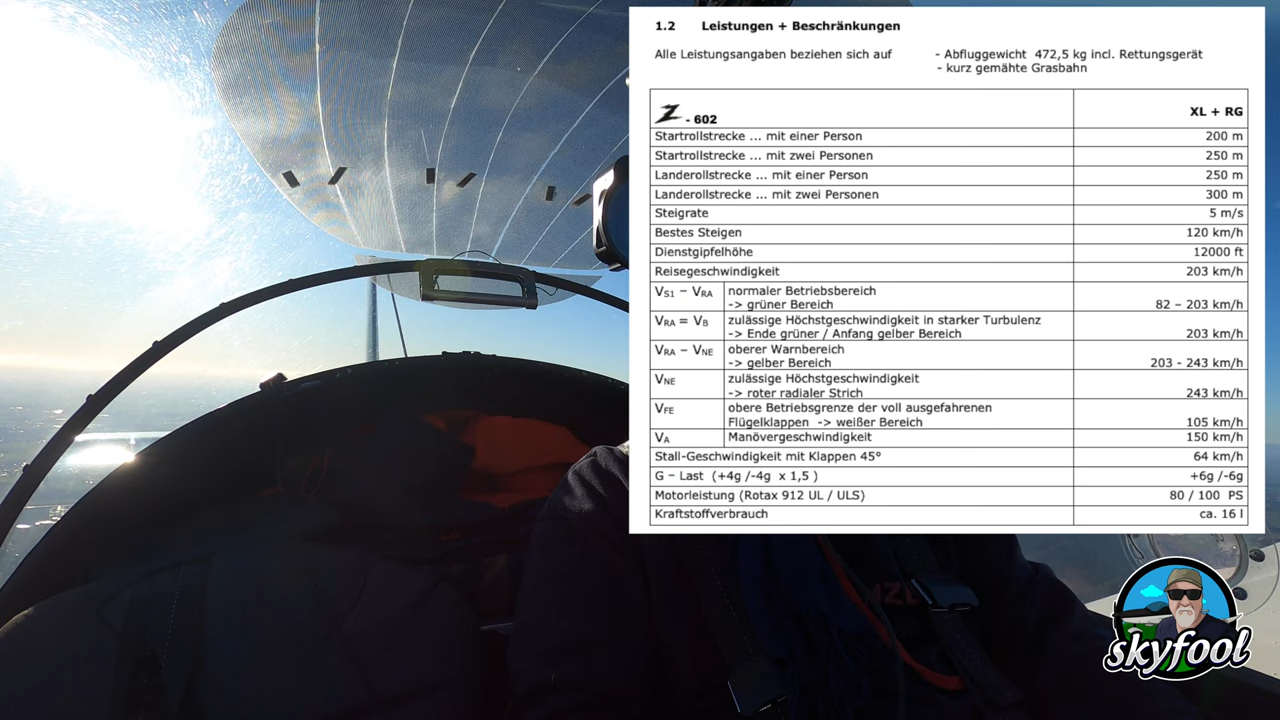 1.2 Leistungen + Beschränkungen
Alle Leistungsangaben beziehen sich auf - Abfluggewicht 472,5 kg incl. Rettungsgerät
- kurz gemähte Grasbahn
Z - 602 XL + RG
Startrollstrecke ... mit einer Person 200 m
Startrollstrecke ... mit zwei Personen 250 m
Landerollstrecke ... mit einer Person 250 m
Landerollstrecke ... mit zwei Personen 300 m
Steigrate 5 m/s
Bestes Steigen 120 km/h
Dienstgipfelhöhe 12000 ft
Reisegeschwindigkeit 203 km/h
VS1 – VRA normaler Betriebsbereich
-> grüner Bereich 82 – 203 km/h
VRA = VB zulässige Höchstgeschwindigkeit in starker Turbulenz
-> Ende grüner / Anfang gelber Bereich 203 km/h
VRA – VNE oberer Warnbereich
-> gelber Bereich 203 - 243 km/h
VNE zulässige Höchstgeschwindigkeit
-> roter radialer Strich 243 km/h
VFE obere Betriebsgrenze der voll ausgefahrenen
Flügelklappen -> weißer Bereich 105 km/h
VA Manövergeschwindigkeit 150 km/h
Stall-Geschwindigkeit mit Klappen 45° 64 km/h
G – Last (+4g /-4g x 1,5 ) +6g /-6g
Motorleistung (Rotax 912 UL / ULS) 80 / 100 PS
Kraftstoffverbrauch ca. 16 l
skyfool